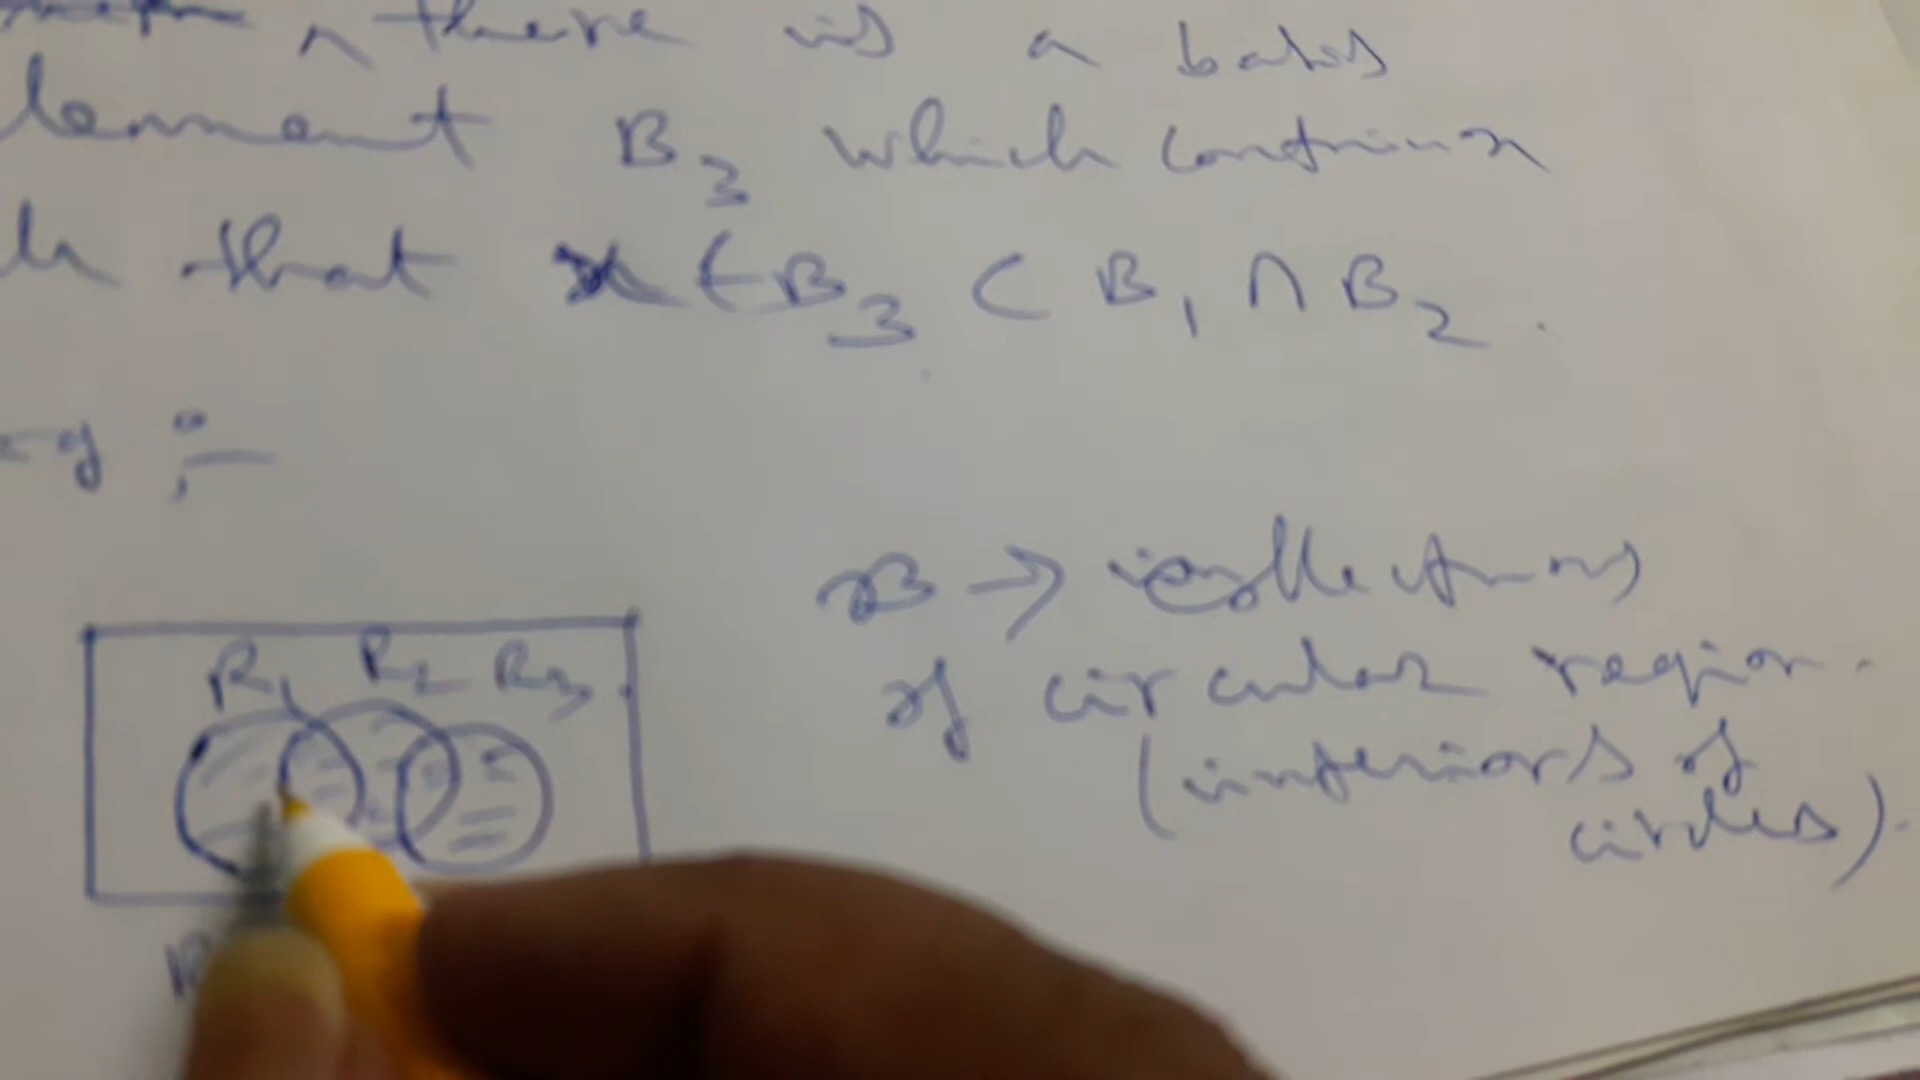 there is a basis
lement B3 which contains x
h that x ∈ B3 ⊂ B1 ∩ B2.
eg :-
B → collections
of circular region.
(interiors of
circles).
R1 R2 R3